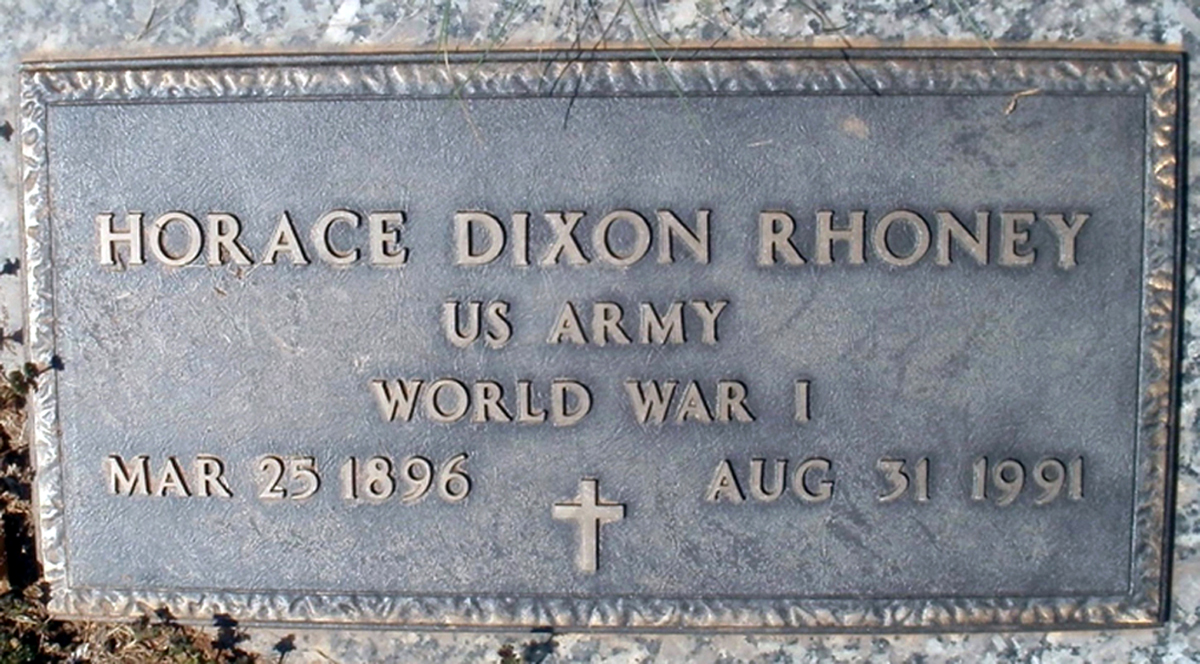 HORACE DIXON RHONEY
US ARMY
WORLD WAR I
MAR 25 1896 AUG 31 1991